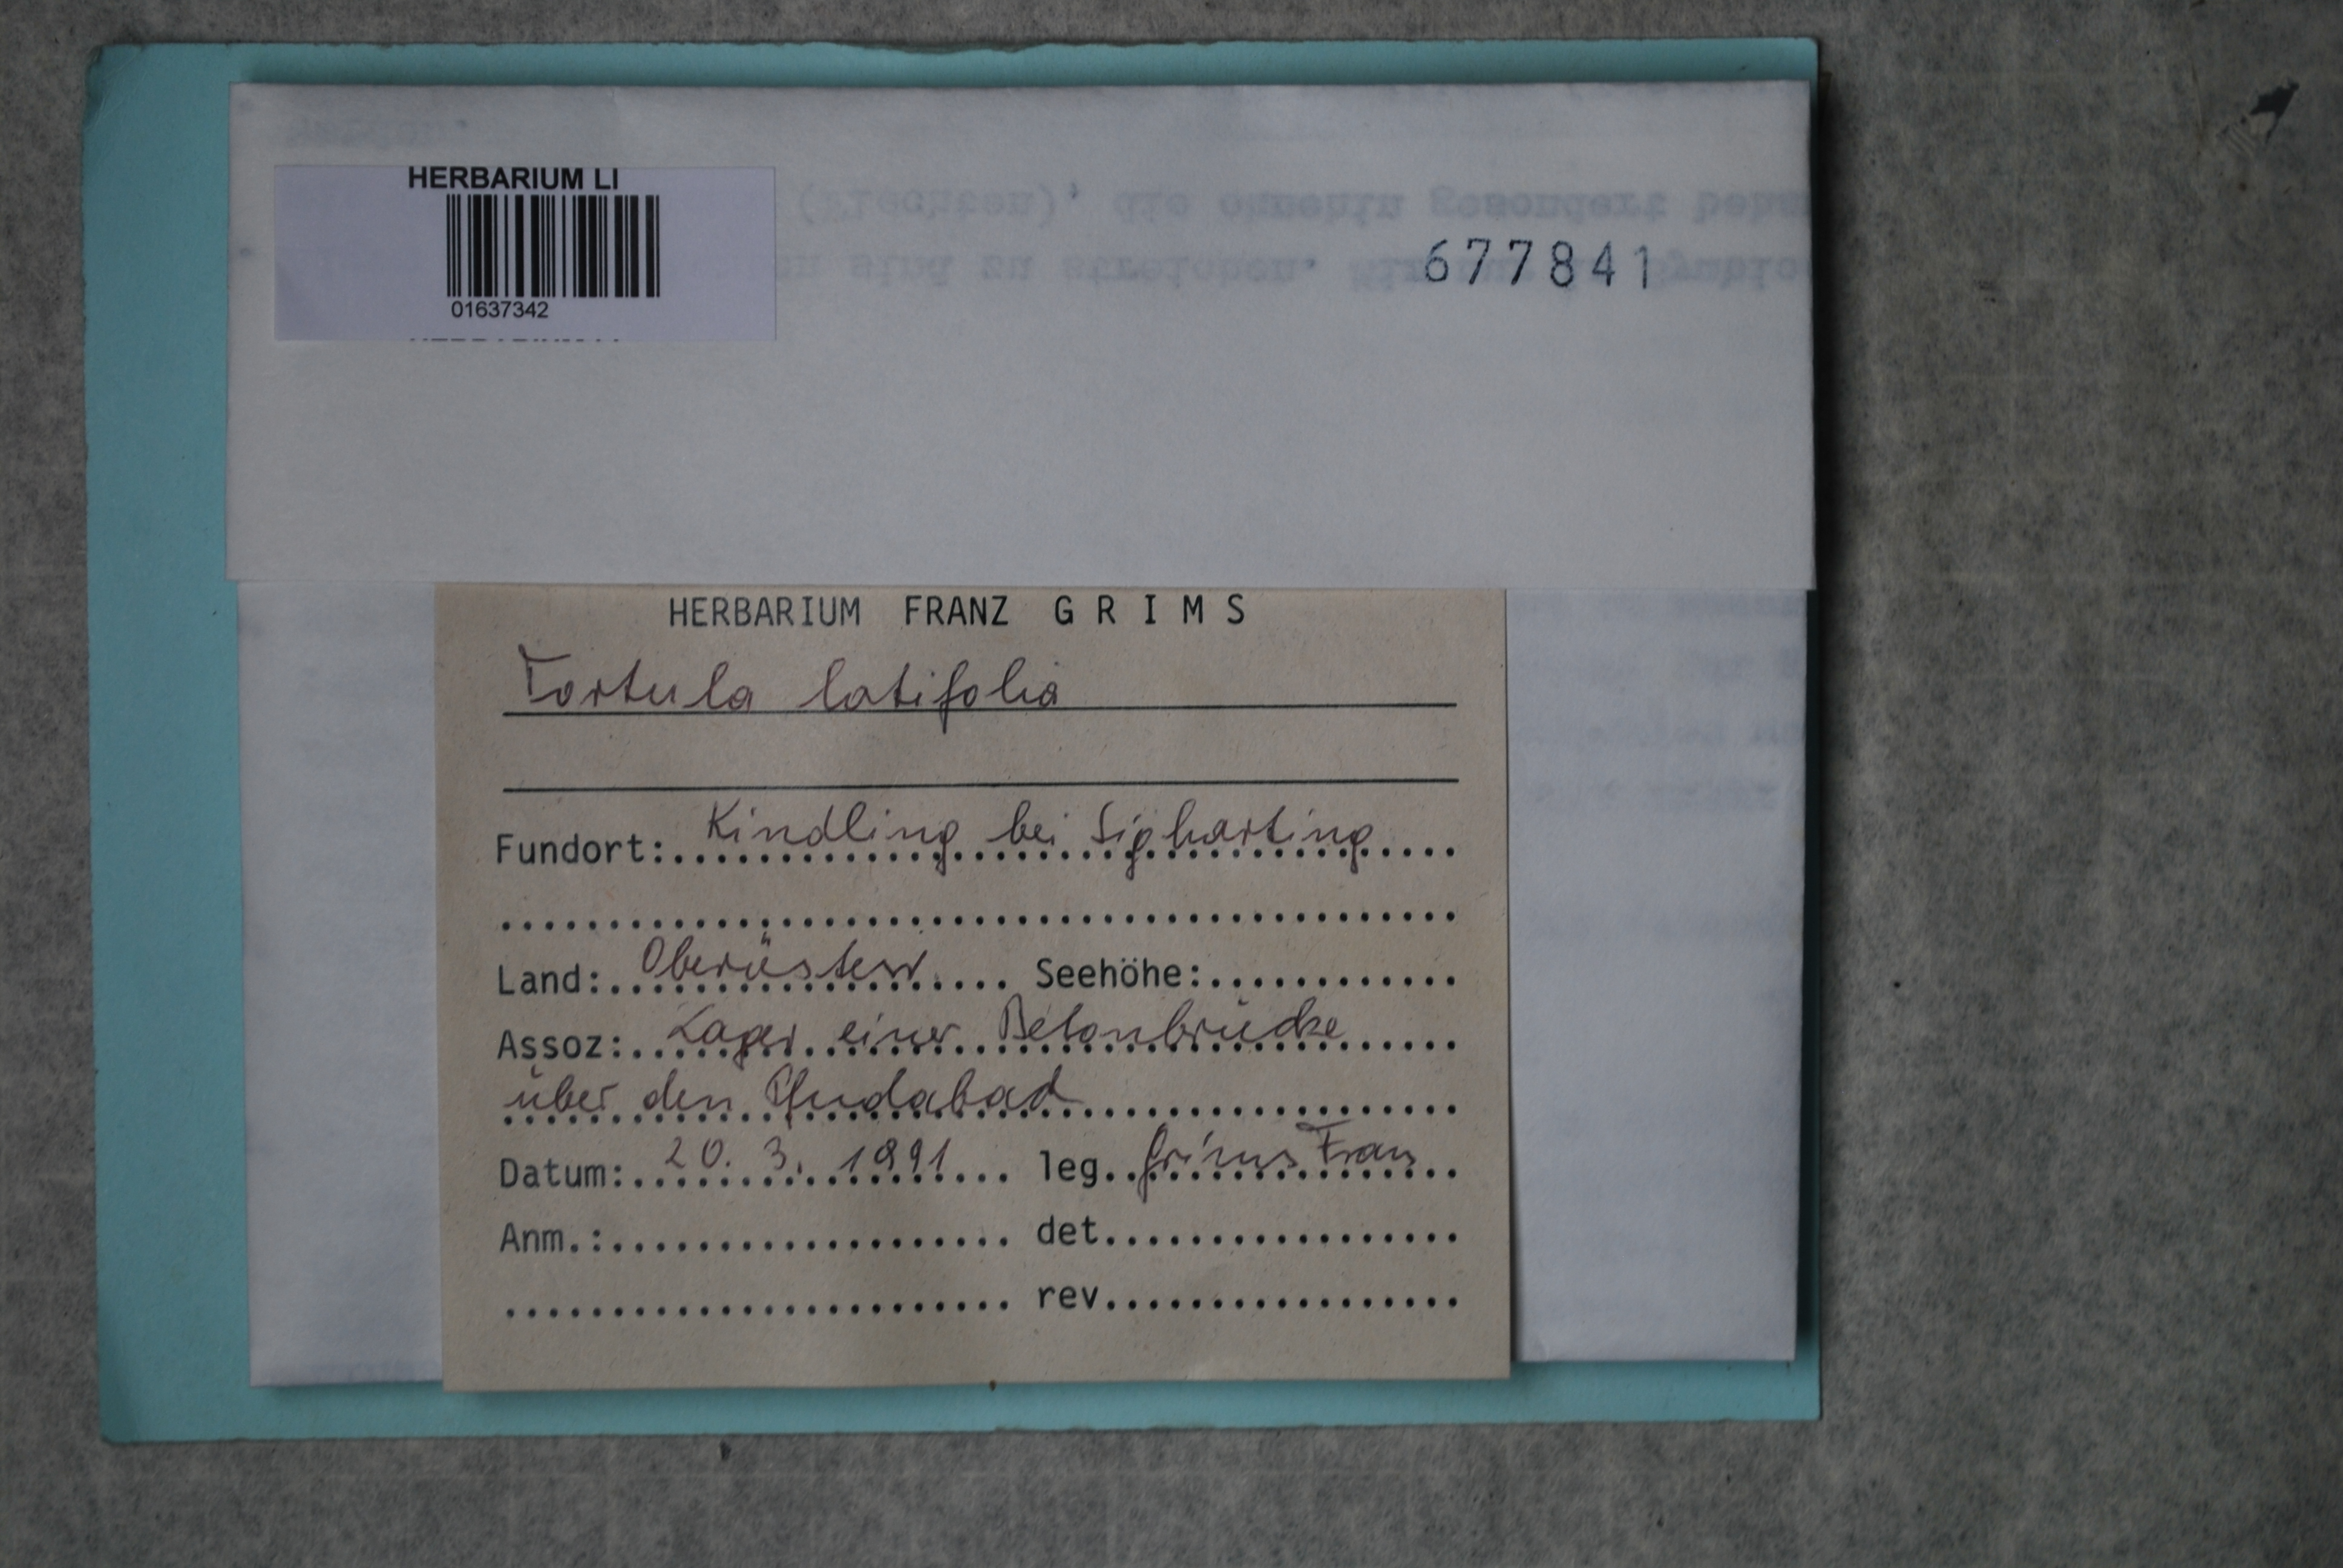 HERBARIUM LI
01637342
677841
HERBARIUM FRANZ GRIMS
Tortula latifolia
Fundort: Kindling bei Sigharting
Land: Oberösterr. Seehöhe:
Assoz: Lager einer Betonbrücke
über den Pfudabach
Datum: 20. 3. 1991 leg. Grims Franz
Anm.: det.
rev.